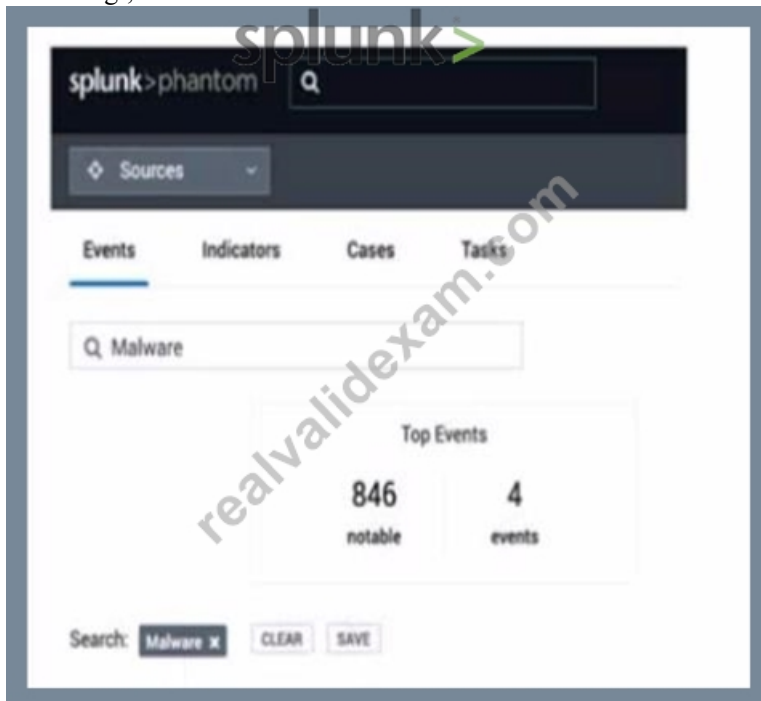 splunk>
splunk>phantom
Sources
Events Indicators Cases Tasks
Malware
Top Events
846 4
notable events
Search: Malware x CLEAR SAVE
realvalidexam.com